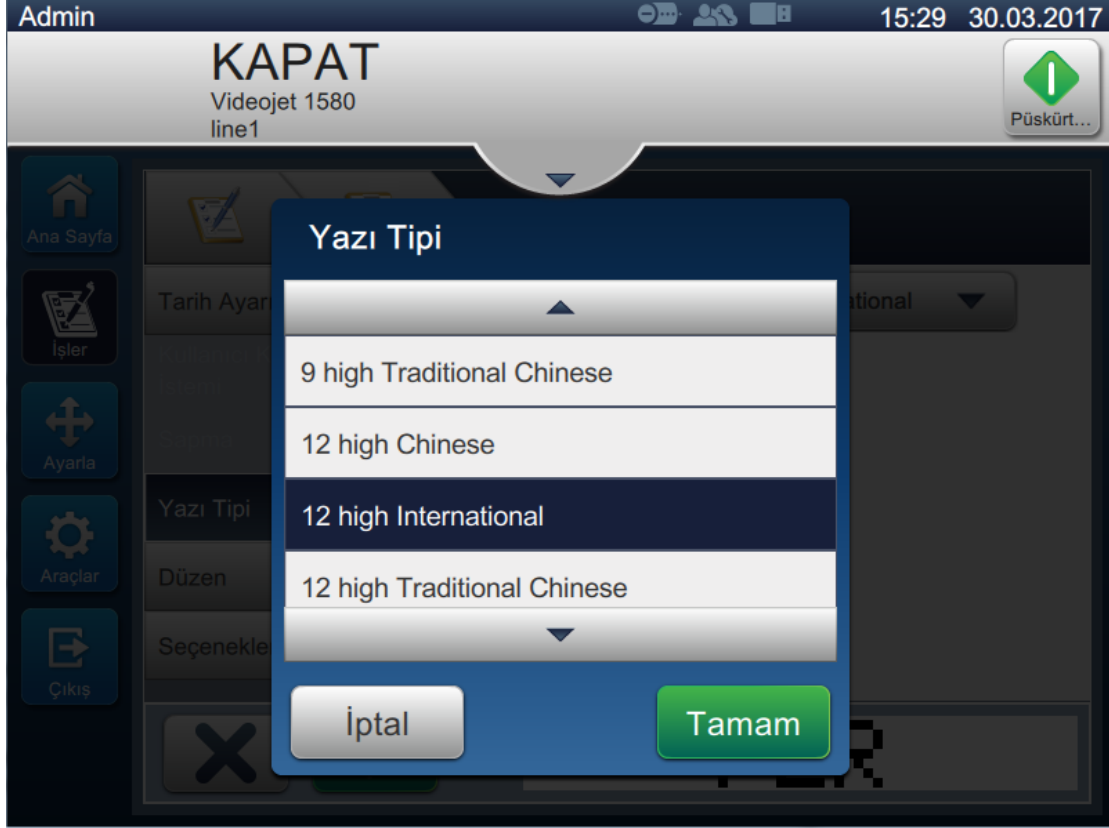 Admin
15:29 30.03.2017
KAPAT
Videojet 1580
line1
Püskürt...
Ana Sayfa
İşler
Ayarla
Araçlar
Çıkış
Tarih Ayarı
Yazı Tipi
Düzen
Seçenekle
Yazı Tipi
9 high Traditional Chinese
12 high Chinese
12 high International
12 high Traditional Chinese
İptal
Tamam